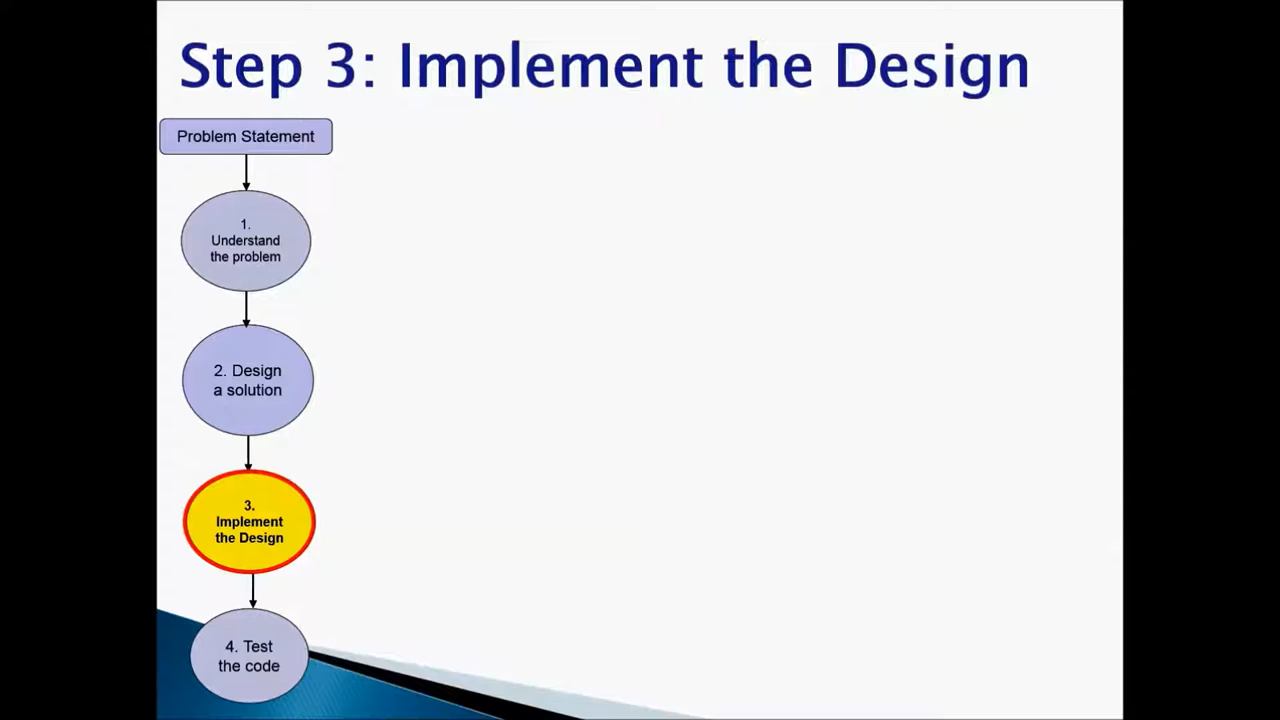 Step 3: Implement the Design
Problem Statement
1.
Understand
the problem
2. Design
a solution
3.
Implement
the Design
4. Test
the code